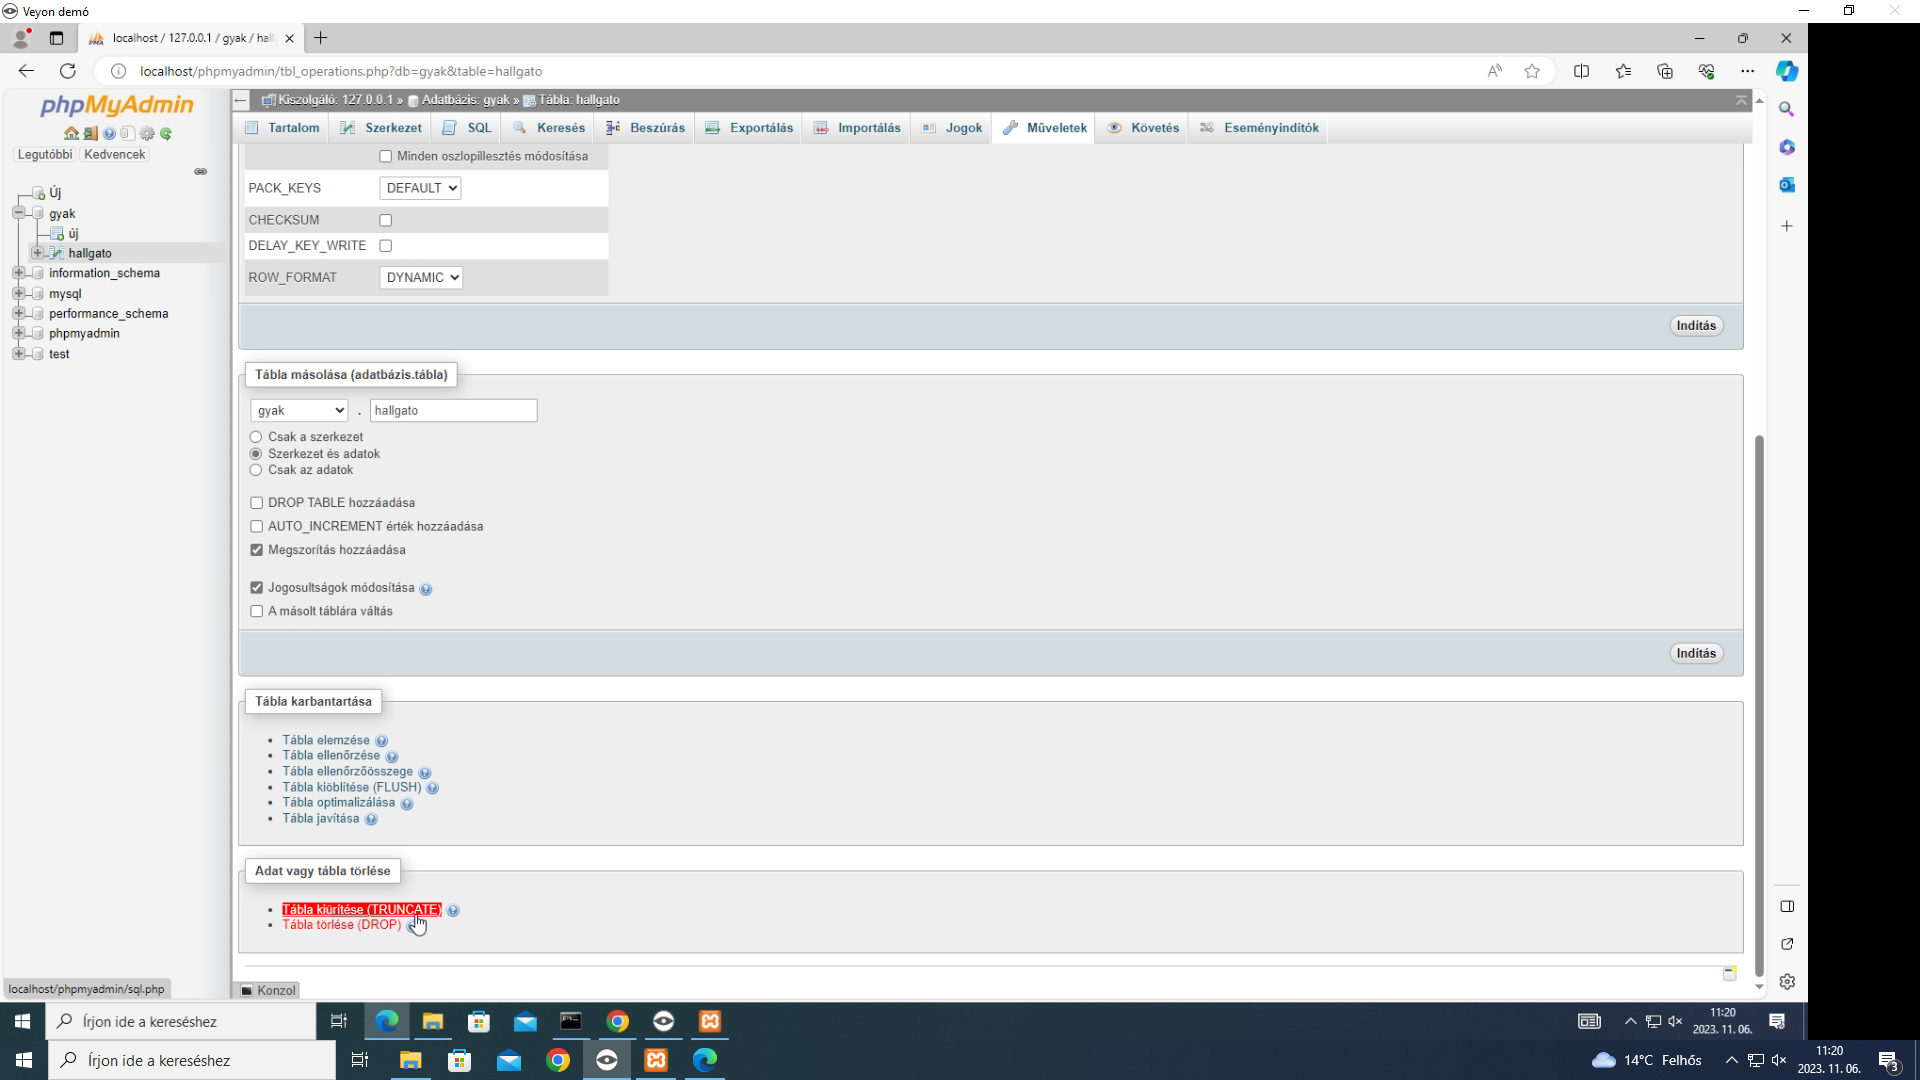 Veyon demó
localhost / 127.0.0.1 / gyak / hall
localhost/phpmyadmin/tbl_operations.php?db=gyak&table=hallgato
phpMyAdmin
Legutóbbi Kedvencek
Új
gyak
új
hallgato
information_schema
mysql
performance_schema
phpmyadmin
test
localhost/phpmyadmin/sql.php
Kiszolgáló: 127.0.0.1 » Adatbázis: gyak » Tábla: hallgato
Tartalom Szerkezet SQL Keresés Beszúrás Exportálás Importálás Jogok Műveletek Követés Eseményindítók
Minden oszlopillesztés módosítása
PACK_KEYS DEFAULT
CHECKSUM
DELAY_KEY_WRITE
ROW_FORMAT DYNAMIC
Indítás
Tábla másolása (adatbázis.tábla)
gyak . hallgato
Csak a szerkezet
Szerkezet és adatok
Csak az adatok
DROP TABLE hozzáadása
AUTO_INCREMENT érték hozzáadása
Megszorítás hozzáadása
Jogosultságok módosítása
A másolt táblára váltás
Indítás
Tábla karbantartása
Tábla elemzése
Tábla ellenőrzése
Tábla ellenőrzőösszege
Tábla kiöblítése (FLUSH)
Tábla optimalizálása
Tábla javítása
Adat vagy tábla törlése
Tábla kiürítése (TRUNCATE)
Tábla törlése (DROP)
Konzol
Írjon ide a kereséshez
11:20
2023. 11. 06.
Írjon ide a kereséshez
14°C Felhős
11:20
2023. 11. 06.
3